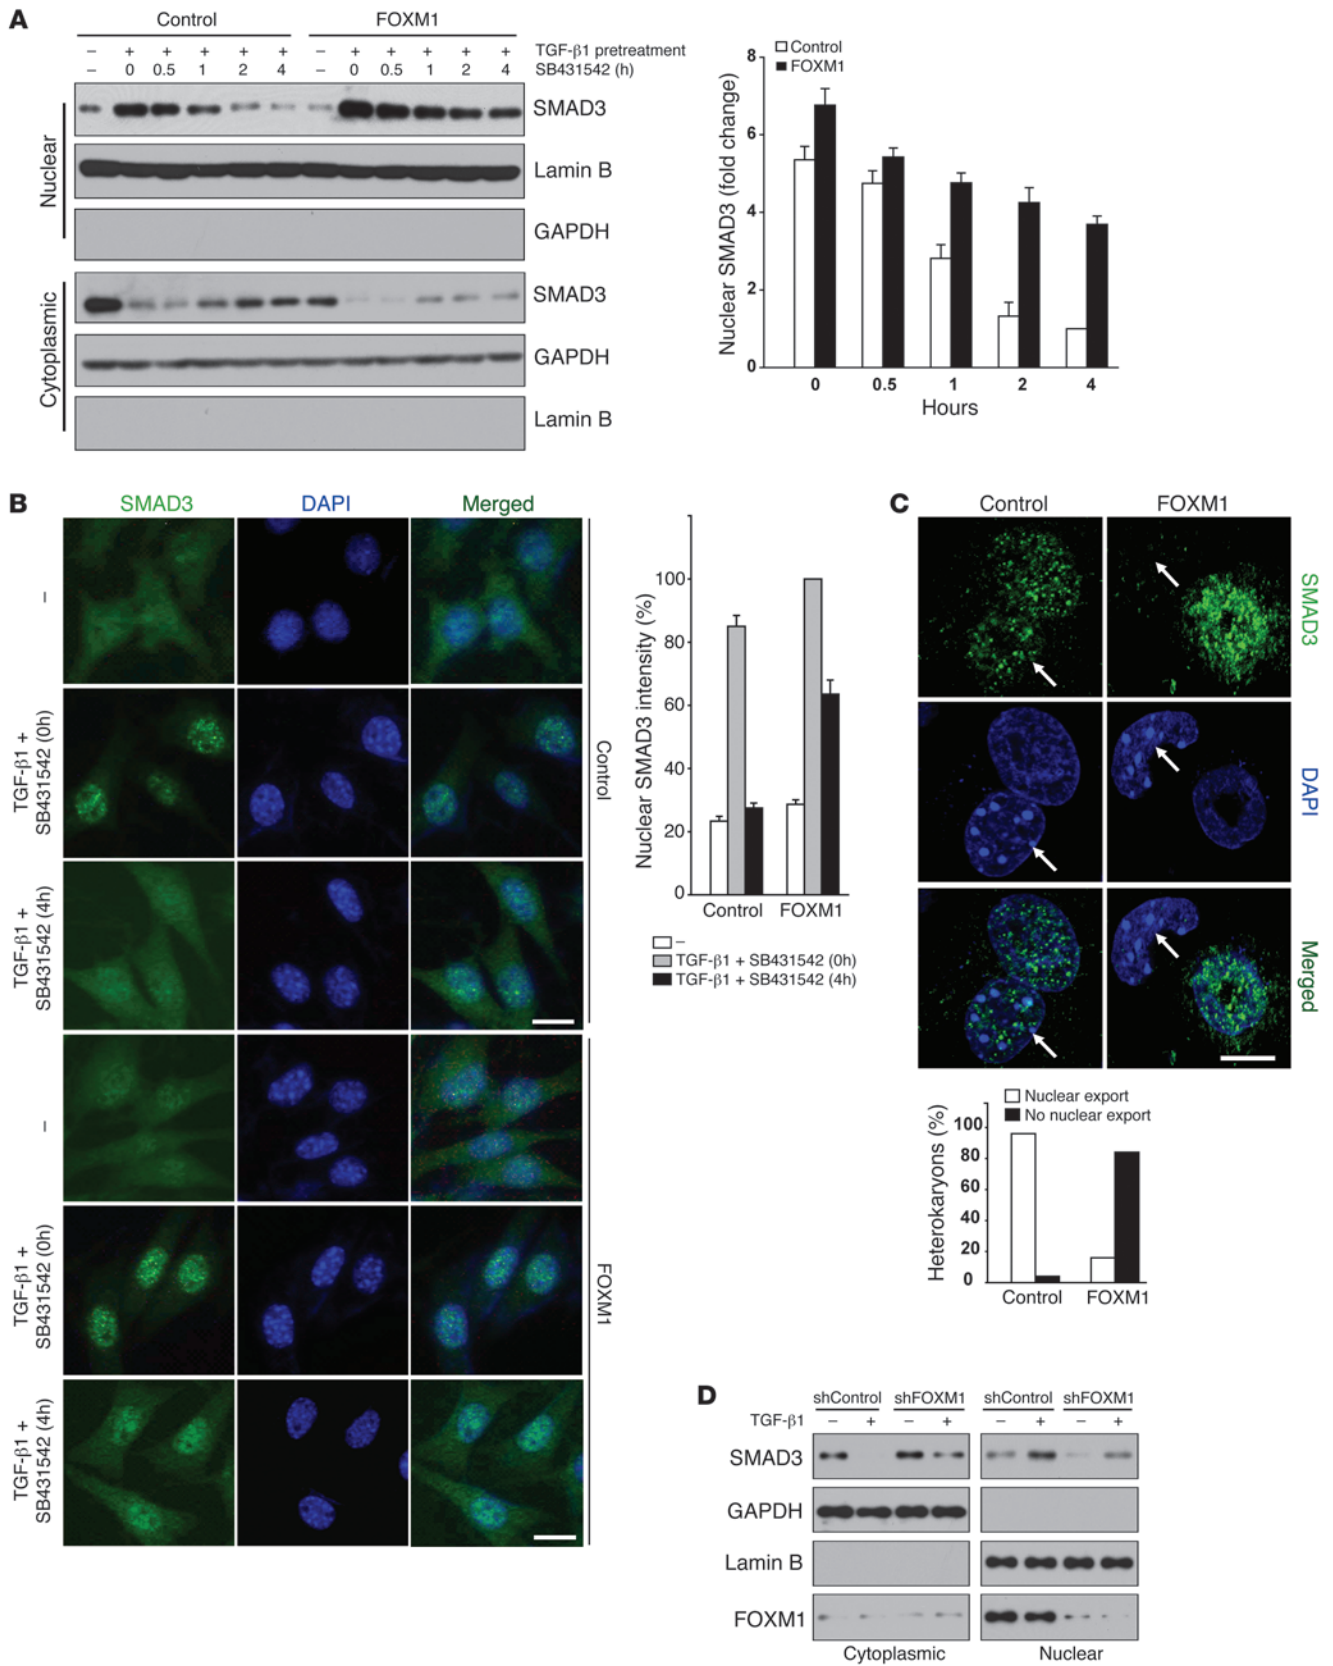 A
Control
FOXM1
– + + + + + – + + + + + TGF-β1 pretreatment
– 0 0.5 1 2 4 – 0 0.5 1 2 4 SB431542 (h)
Nuclear
SMAD3
Lamin B
GAPDH
Cytoplasmic
SMAD3
GAPDH
Lamin B
Control
FOXM1
Nuclear SMAD3 (fold change)
8
6
4
2
0
0 0.5 1 2 4
Hours
B
SMAD3 DAPI Merged
–
TGF-β1 +
SB431542 (0h)
TGF-β1 +
SB431542 (4h)
Control
–
TGF-β1 +
SB431542 (0h)
TGF-β1 +
SB431542 (4h)
FOXM1
Nuclear SMAD3 intensity (%)
100
80
60
40
20
0
Control FOXM1
–
TGF-β1 + SB431542 (0h)
TGF-β1 + SB431542 (4h)
C
Control FOXM1
SMAD3
DAPI
Merged
Nuclear export
No nuclear export
Heterokaryons (%)
100
80
60
40
20
0
Control FOXM1
D
shControl shFOXM1 shControl shFOXM1
TGF-β1 – + – + – + – +
SMAD3
GAPDH
Lamin B
FOXM1
Cytoplasmic Nuclear